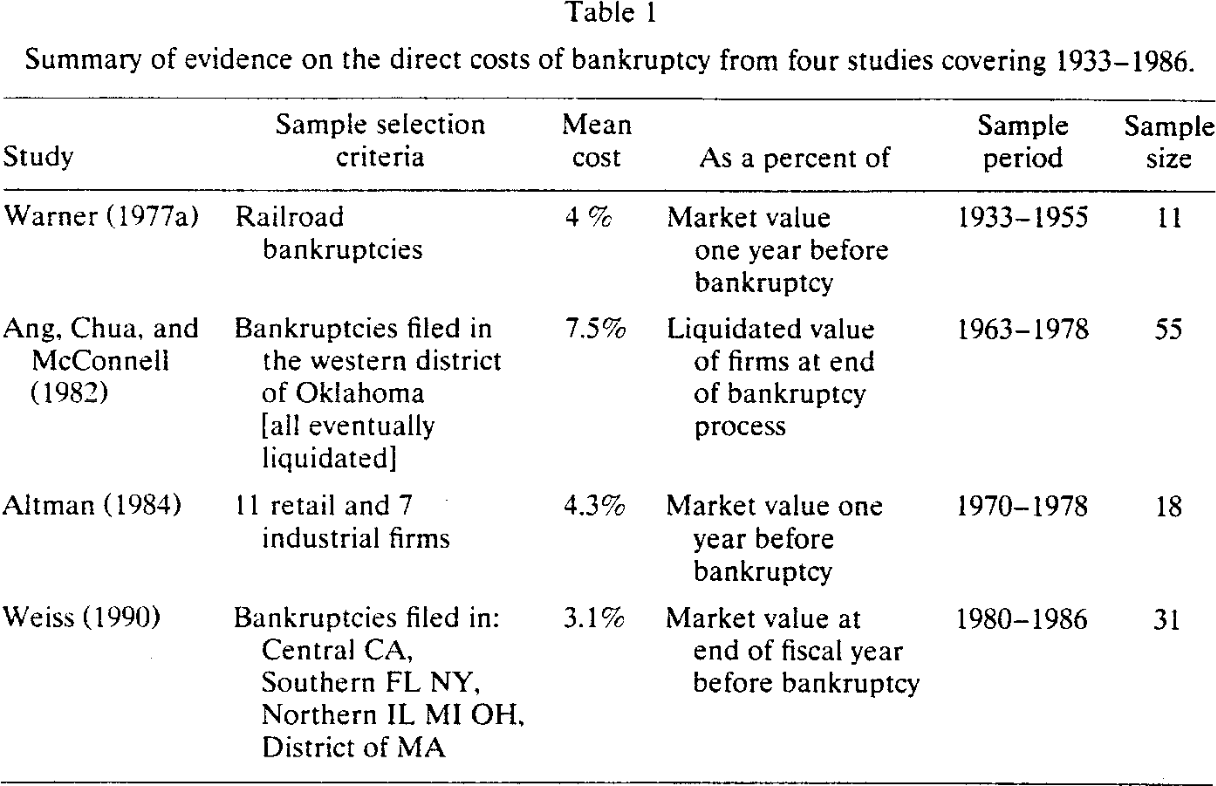 Table 1
Summary of evidence on the direct costs of bankruptcy from four studies covering 1933–1986.
Study Sample selection criteria Mean cost As a percent of Sample period Sample size
Warner (1977a) Railroad 4 % Market value 1933–1955 11
bankruptcies one year before
bankruptcy
Ang, Chua, and Bankruptcies filed in 7.5% Liquidated value 1963–1978 55
McConnell the western district of firms at end
(1982) of Oklahoma of bankruptcy
[all eventually process
liquidated]
Altman (1984) 11 retail and 7 4.3% Market value one 1970–1978 18
industrial firms year before
bankruptcy
Weiss (1990) Bankruptcies filed in: 3.1% Market value at 1980–1986 31
Central CA, end of fiscal year
Southern FL NY, before bankruptcy
Northern IL MI OH,
District of MA